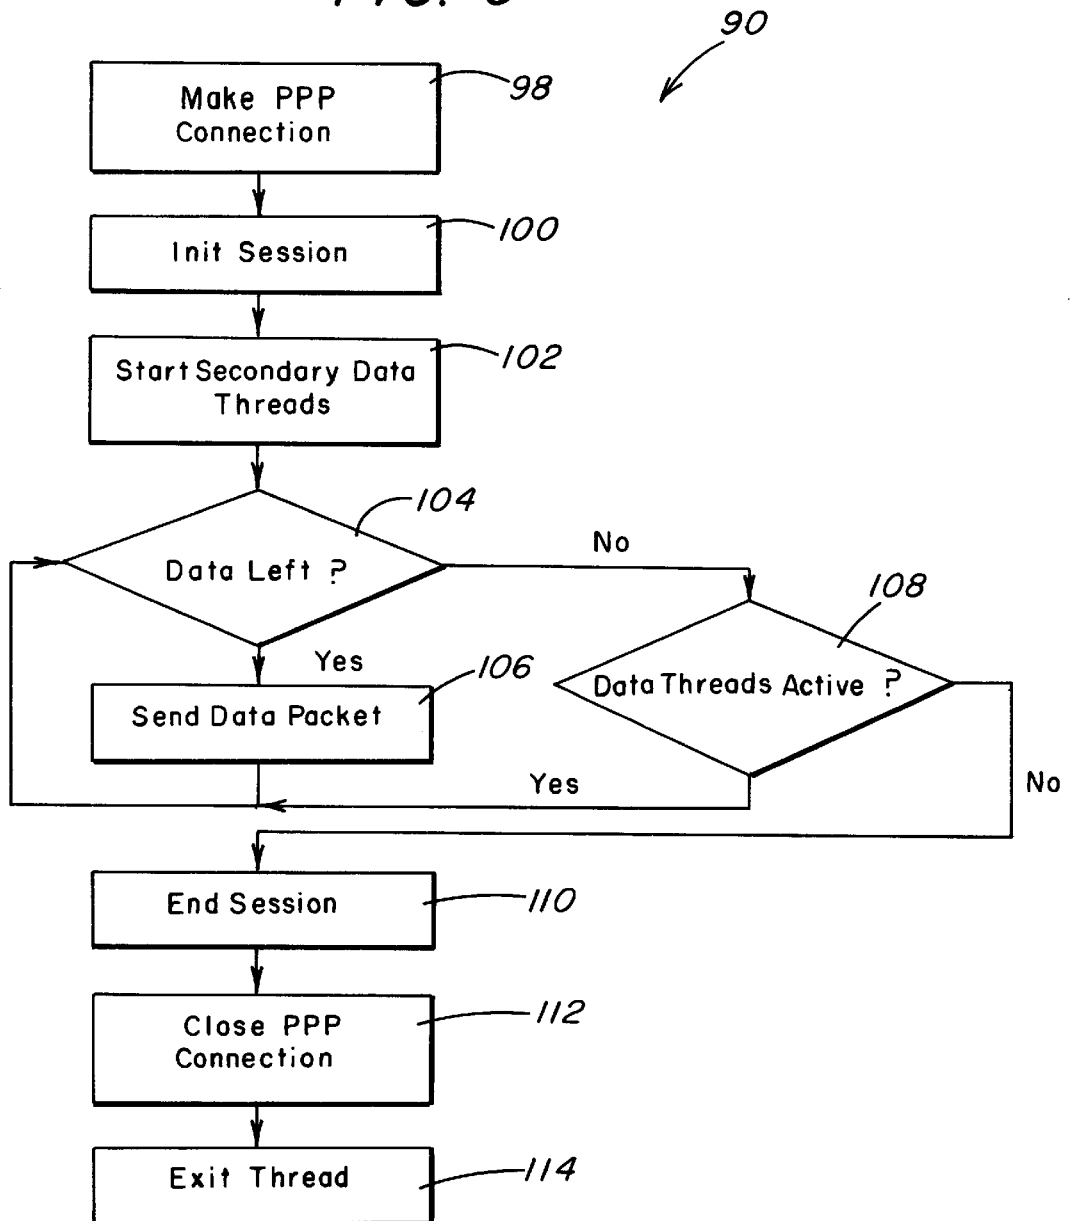 90
Make PPP
Connection
98
Init Session
100
Start Secondary Data
Threads
102
Data Left ?
104
No
Yes
Send Data Packet
106
Data Threads Active ?
108
Yes
No
End Session
110
Close PPP
Connection
112
Exit Thread
114